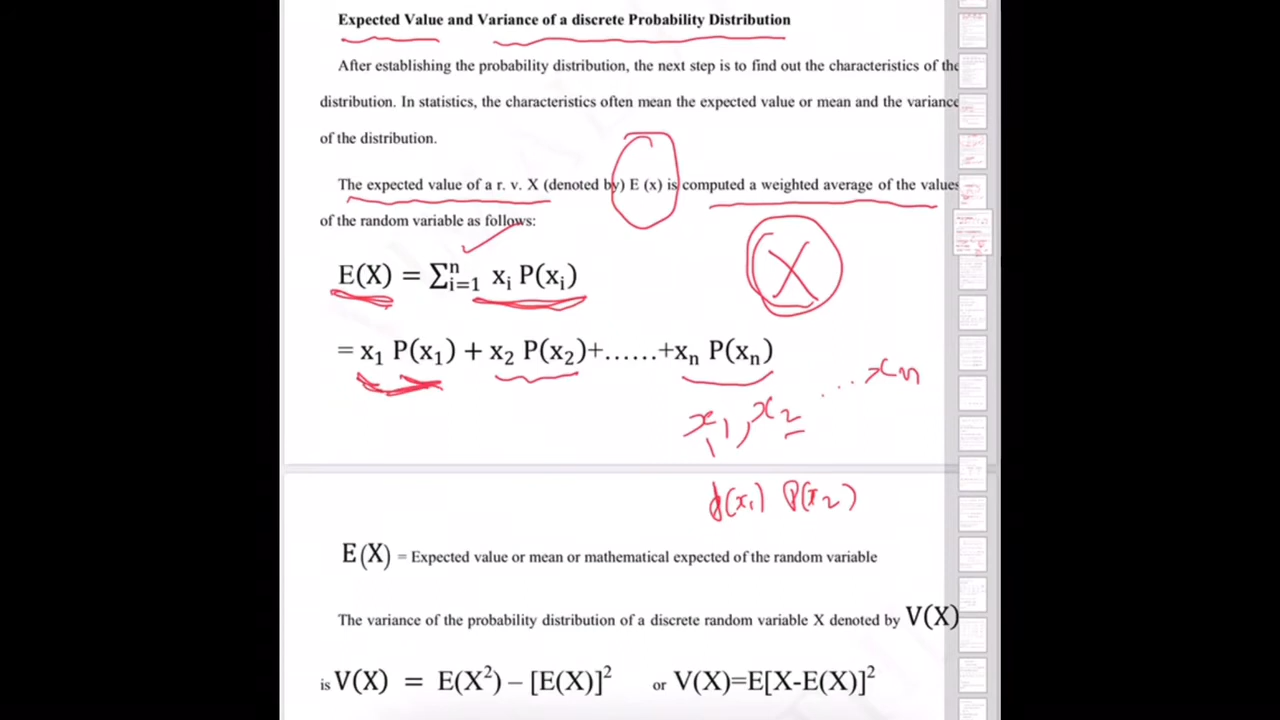 Expected Value and Variance of a discrete Probability Distribution
After establishing the probability distribution, the next step is to find out the characteristics of the
distribution. In statistics, the characteristics often mean the expected value or mean and the variance
of the distribution.
The expected value of a r. v. X (denoted by) E (x) is computed a weighted average of the values
of the random variable as follows:
X
E(X) = ∑ⁿᵢ₌₁ xᵢ P(xᵢ)
= x₁ P(x₁) + x₂ P(x₂)+......+xₙ P(xₙ)
x₁, x₂ ... xₙ
P(x₁) P(x₂)
E(X) = Expected value or mean or mathematical expected of the random variable
The variance of the probability distribution of a discrete random variable X denoted by V(X)
is V(X) = E(X²) – [E(X)]² or V(X)=E[X-E(X)]²